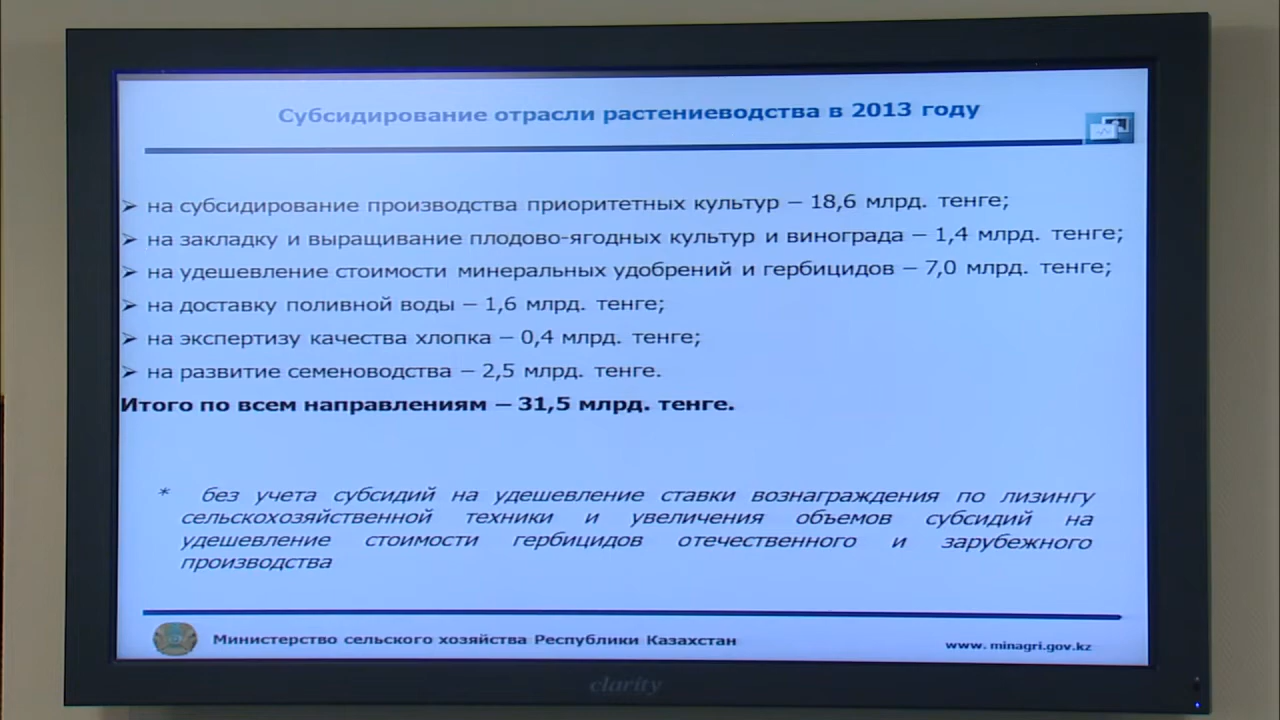 Субсидирование отрасли растениеводства в 2013 году
на субсидирование производства приоритетных культур – 18,6 млрд. тенге;
на закладку и выращивание плодово-ягодных культур и винограда – 1,4 млрд. тенге;
на удешевление стоимости минеральных удобрений и гербицидов – 7,0 млрд. тенге;
на доставку поливной воды – 1,6 млрд. тенге;
на экспертизу качества хлопка – 0,4 млрд. тенге;
на развитие семеноводства – 2,5 млрд. тенге.
Итого по всем направлениям – 31,5 млрд. тенге.
* без учета субсидий на удешевление ставки вознаграждения по лизингу
сельскохозяйственной техники и увеличения объемов субсидий на
удешевление стоимости гербицидов отечественного и зарубежного
производства
Министерство сельского хозяйства Республики Казахстан
www. minagri.gov.kz
clarity